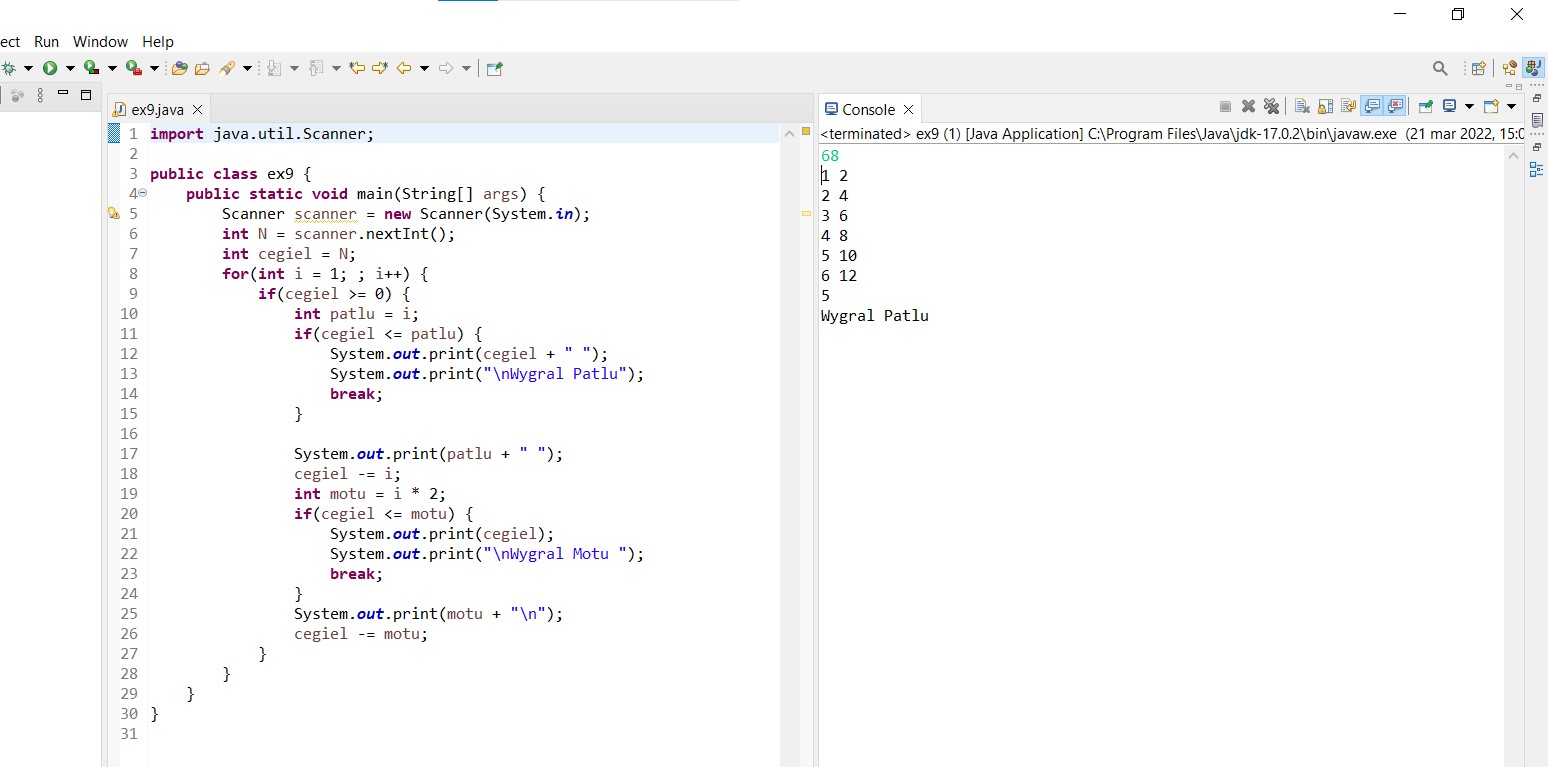 ect Run Window Help
ex9.java
1 import java.util.Scanner;
2
3 public class ex9 {
4 public static void main(String[] args) {
5 Scanner scanner = new Scanner(System.in);
6 int N = scanner.nextInt();
7 int cegiel = N;
8 for(int i = 1; ; i++) {
9 if(cegiel >= 0) {
10 int patlu = i;
11 if(cegiel <= patlu) {
12 System.out.print(cegiel + " ");
13 System.out.print("\nWygral Patlu");
14 break;
15 }
16
17 System.out.print(patlu + " ");
18 cegiel -= i;
19 int motu = i * 2;
20 if(cegiel <= motu) {
21 System.out.print(cegiel);
22 System.out.print("\nWygral Motu ");
23 break;
24 }
25 System.out.print(motu + "\n");
26 cegiel -= motu;
27 }
28 }
29 }
30 }
31
Console
<terminated> ex9 (1) [Java Application] C:\Program Files\Java\jdk-17.0.2\bin\javaw.exe (21 mar 2022, 15:0
68
1 2
2 4
3 6
4 8
5 10
6 12
5
Wygral Patlu